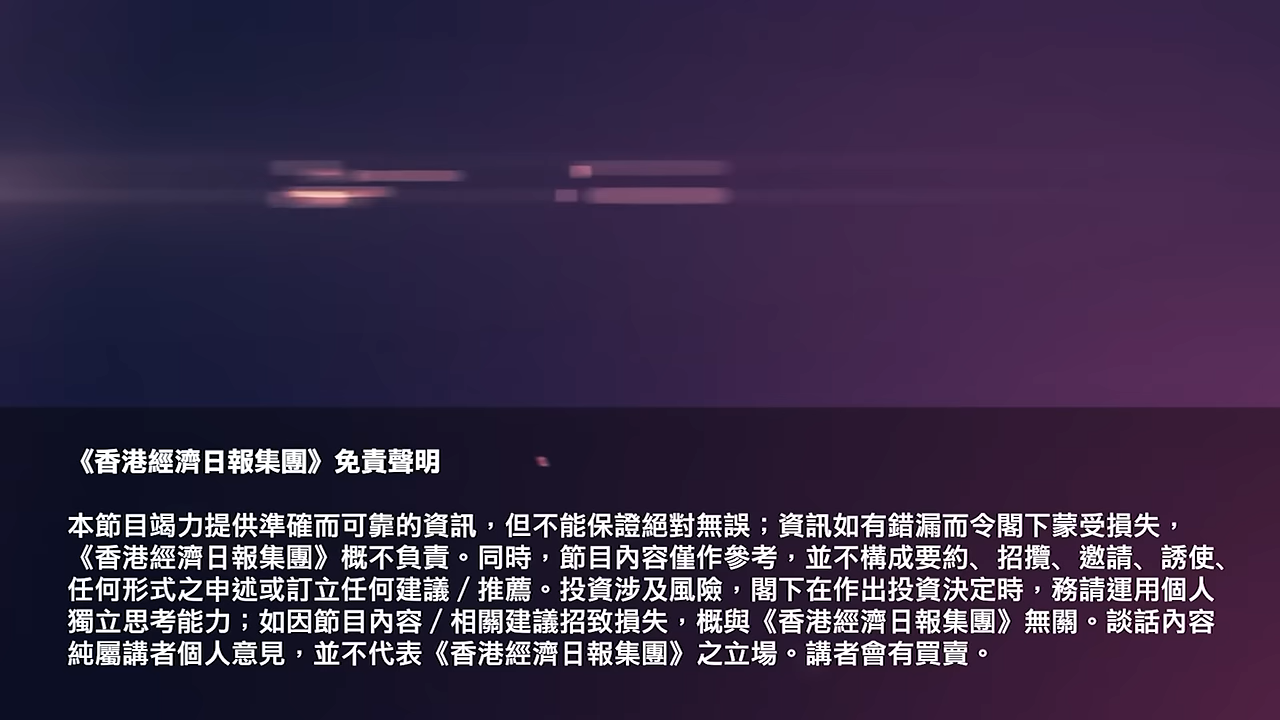 《香港經濟日報集團》免責聲明
本節目竭力提供準確而可靠的資訊，但不能保證絕對無誤；資訊如有錯漏而令閣下蒙受損失，
《香港經濟日報集團》概不負責。同時，節目內容僅作參考，並不構成要約、招攬、邀請、誘使、
任何形式之申述或訂立任何建議／推薦。投資涉及風險，閣下在作出投資決定時，務請運用個人
獨立思考能力；如因節目內容／相關建議招致損失，概與《香港經濟日報集團》無關。談話內容
純屬講者個人意見，並不代表《香港經濟日報集團》之立場。講者會有買賣。